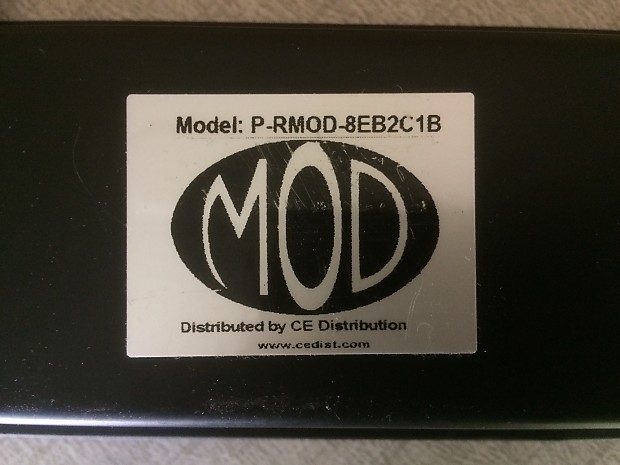 Model: P-RMOD-8EB2C1B
MOD
Distributed by CE Distribution
www.cedist.com